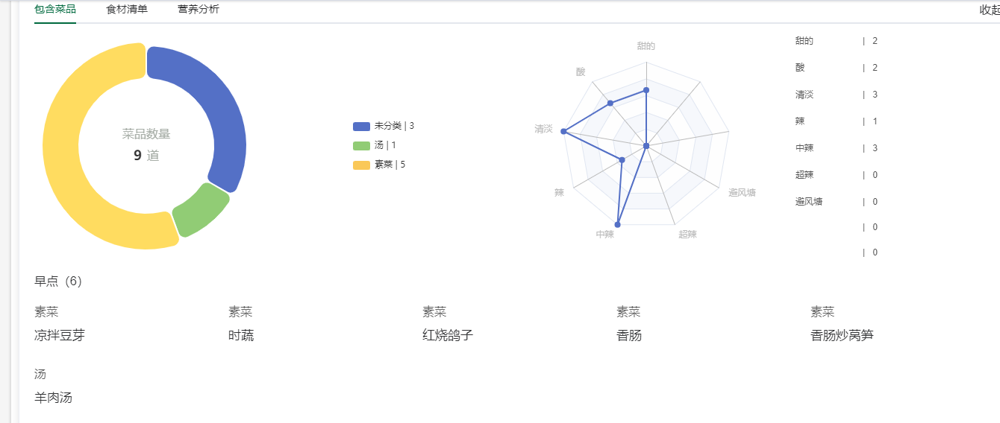 包含菜品 食材清单 营养分析 收起
菜品数量
9 道
未分类 | 3
汤 | 1
素菜 | 5
甜的
酸
清淡
辣
中辣
超辣
避风塘
甜的 | 2
酸 | 2
清淡 | 3
辣 | 1
中辣 | 3
超辣 | 0
避风塘 | 0
| 0
| 0
早点（6）
素菜 素菜 素菜 素菜 素菜
凉拌豆芽 时蔬 红烧鸽子 香肠 香肠炒莴笋
汤
羊肉汤